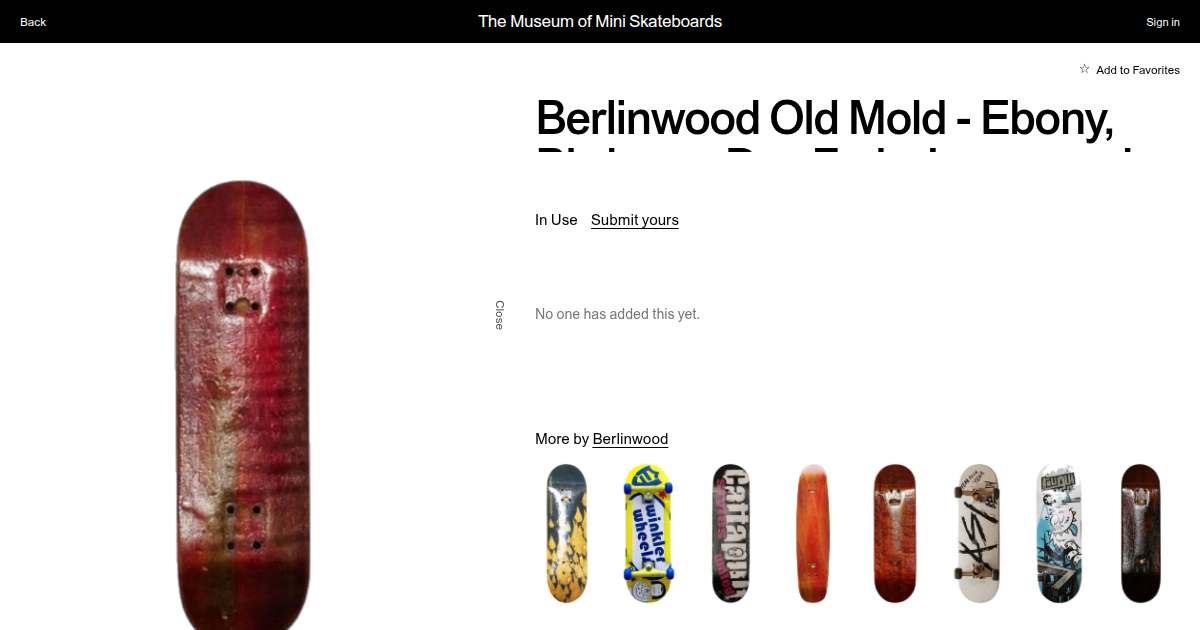 Back
The Museum of Mini Skateboards
Sign in
☆ Add to Favorites
Berlinwood Old Mold - Ebony,
In Use Submit yours
Close
No one has added this yet.
More by Berlinwood
twinkler
wheels